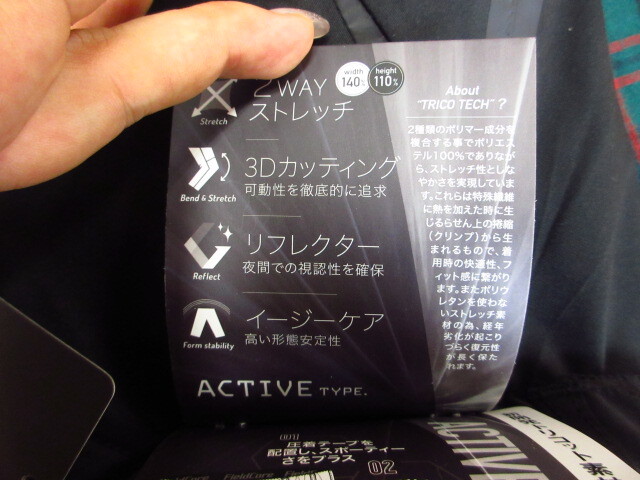 2WAY
ストレッチ
width
140%
height
110%
Stretch
3Dカッティング
可動性を徹底的に追求
Bend & Stretch
リフレクター
夜間での視認性を確保
Reflect
イージーケア
高い形態安定性
Form stability
ACTIVE TYPE.
About
"TRICO TECH" ?
2種類のポリマー成分を
複合する事でポリエス
テル100%でありなが
ら、ストレッチ性としな
やかさを実現していま
す。これらは特殊繊維
に熱を加えた時に生
じるらせん上の捲縮
(クリンプ)から生
まれるもので、着
用時の快適性、フ
ィット感に繋がり
ます。またポリウ
レタンを使わな
いストレッチ素
材の為、経年
劣化が起こり
づらく復元性
が長く保た
れます。
[01]
圧着テープを
配置し、スポーティー
さをプラス
02
ACTIVE
FieldCore